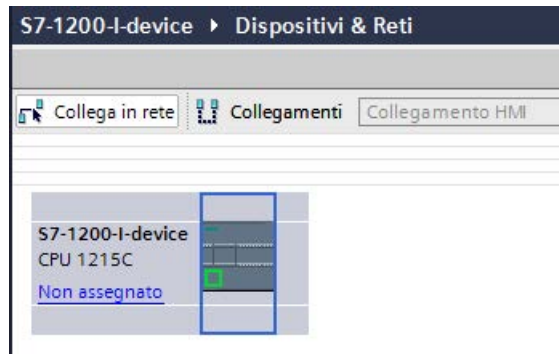 S7-1200-I-device ▸ Dispositivi & Reti
Collega in rete Collegamenti Collegamento HMI
S7-1200-I-device
CPU 1215C
Non assegnato